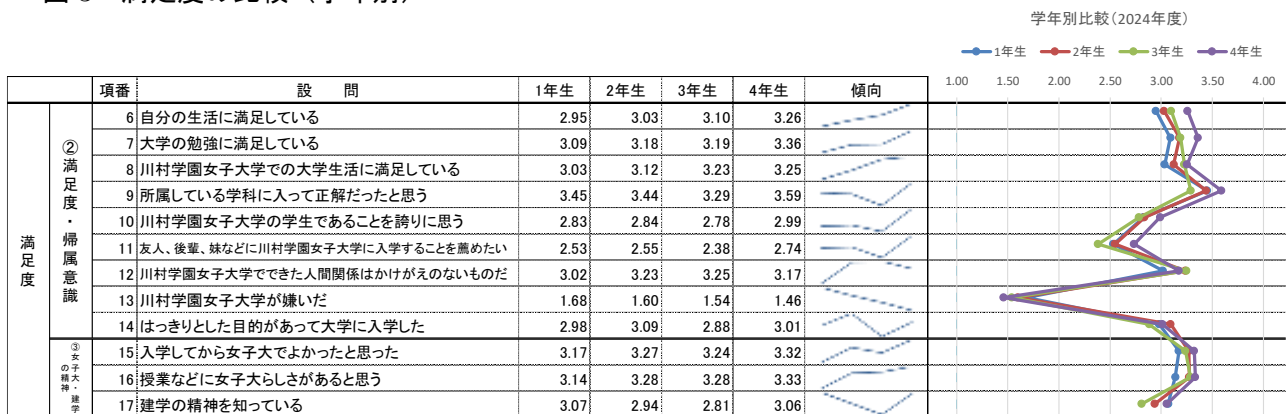 学年別比較(2024年度)
1年生 2年生 3年生 4年生
1.00 1.50 2.00 2.50 3.00 3.50 4.00
項番 設 問 1年生 2年生 3年生 4年生 傾向
満足度
②満足度・帰属意識
6 自分の生活に満足している 2.95 3.03 3.10 3.26
7 大学の勉強に満足している 3.09 3.18 3.19 3.36
8 川村学園女子大学での大学生活に満足している 3.03 3.12 3.23 3.25
9 所属している学科に入って正解だったと思う 3.45 3.44 3.29 3.59
10 川村学園女子大学の学生であることを誇りに思う 2.83 2.84 2.78 2.99
11 友人、後輩、妹などに川村学園女子大学に入学することを薦めたい 2.53 2.55 2.38 2.74
12 川村学園女子大学でできた人間関係はかけがえのないものだ 3.02 3.23 3.25 3.17
13 川村学園女子大学が嫌いだ 1.68 1.60 1.54 1.46
14 はっきりとした目的があって大学に入学した 2.98 3.09 2.88 3.01
③女子大・建学の精神
15 入学してから女子大でよかったと思った 3.17 3.27 3.24 3.32
16 授業などに女子大らしさがあると思う 3.14 3.28 3.28 3.33
17 建学の精神を知っている 3.07 2.94 2.81 3.06